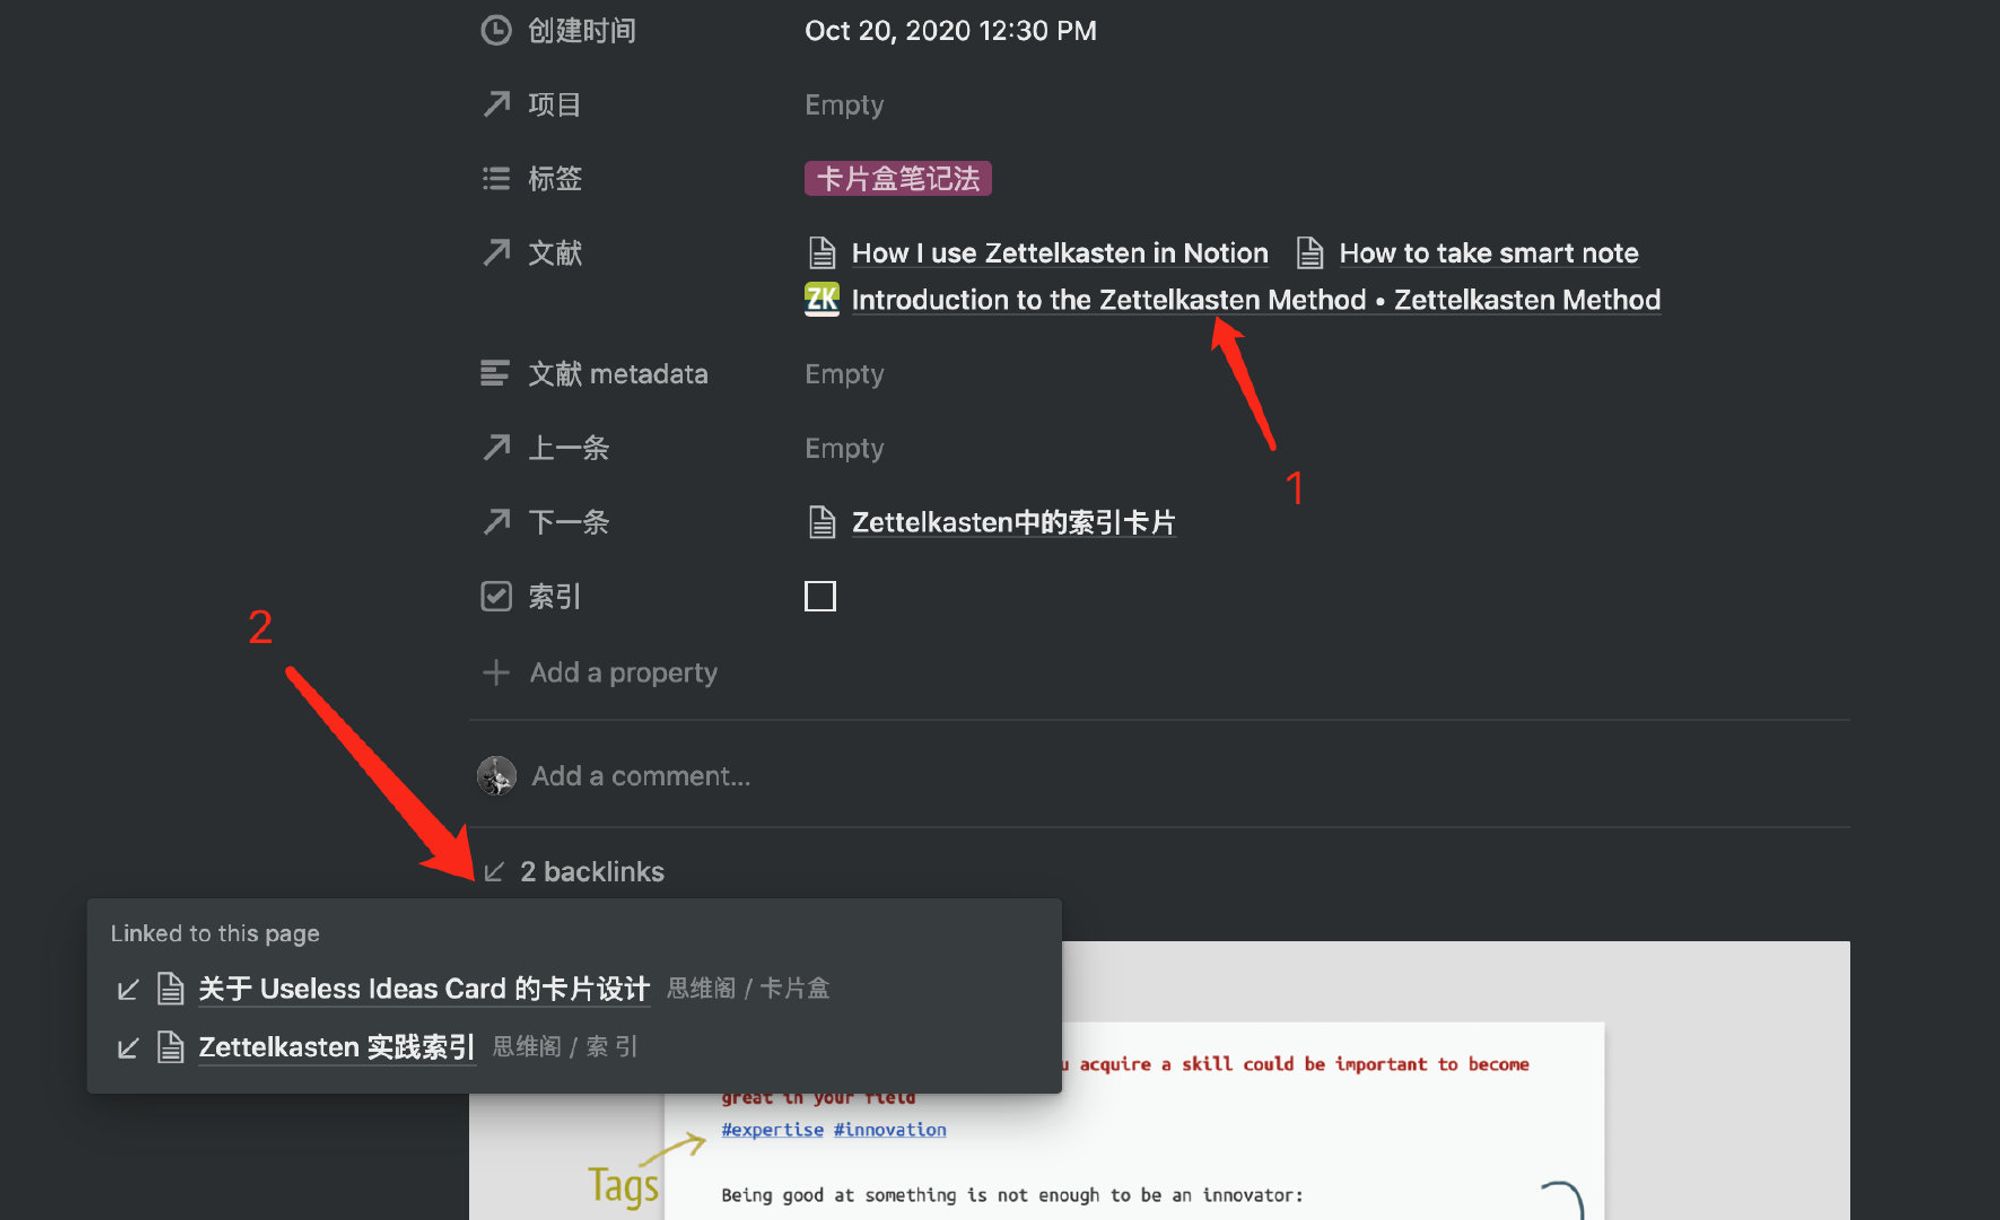 创建时间 Oct 20, 2020 12:30 PM
项目 Empty
标签 卡片盒笔记法
文献 How I use Zettelkasten in Notion How to take smart note
ZK Introduction to the Zettelkasten Method • Zettelkasten Method
文献 metadata Empty
上一条 Empty
1
下一条 Zettelkasten中的索引卡片
索引
2
Add a property
Add a comment...
2 backlinks
Linked to this page
关于 Useless Ideas Card 的卡片设计 思维阁 / 卡片盒
Zettelkasten 实践索引 思维阁 / 索引
acquire a skill could be important to become
great in your field
#expertise #innovation
Tags
Being good at something is not enough to be an innovator: